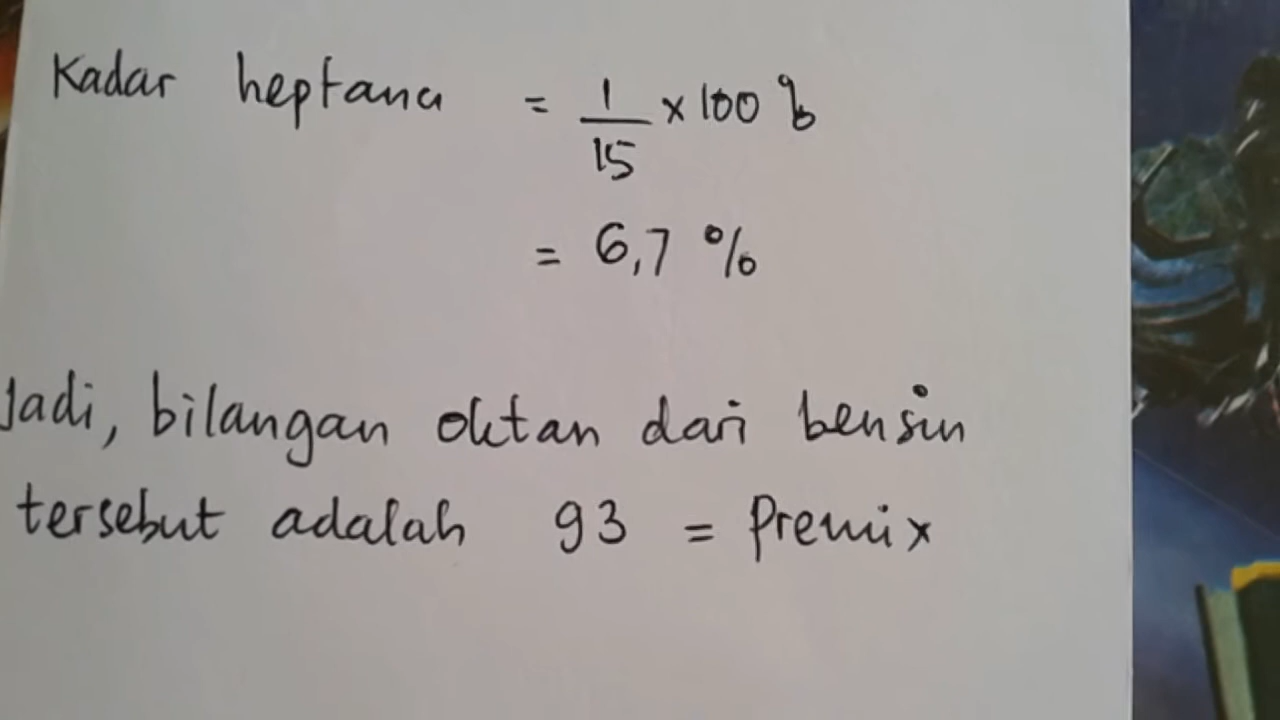 Kadar heptana = 1/15 x 100 %
= 6,7 %
Jadi, bilangan oktan dari bensin
tersebut adalah 93 = Premix